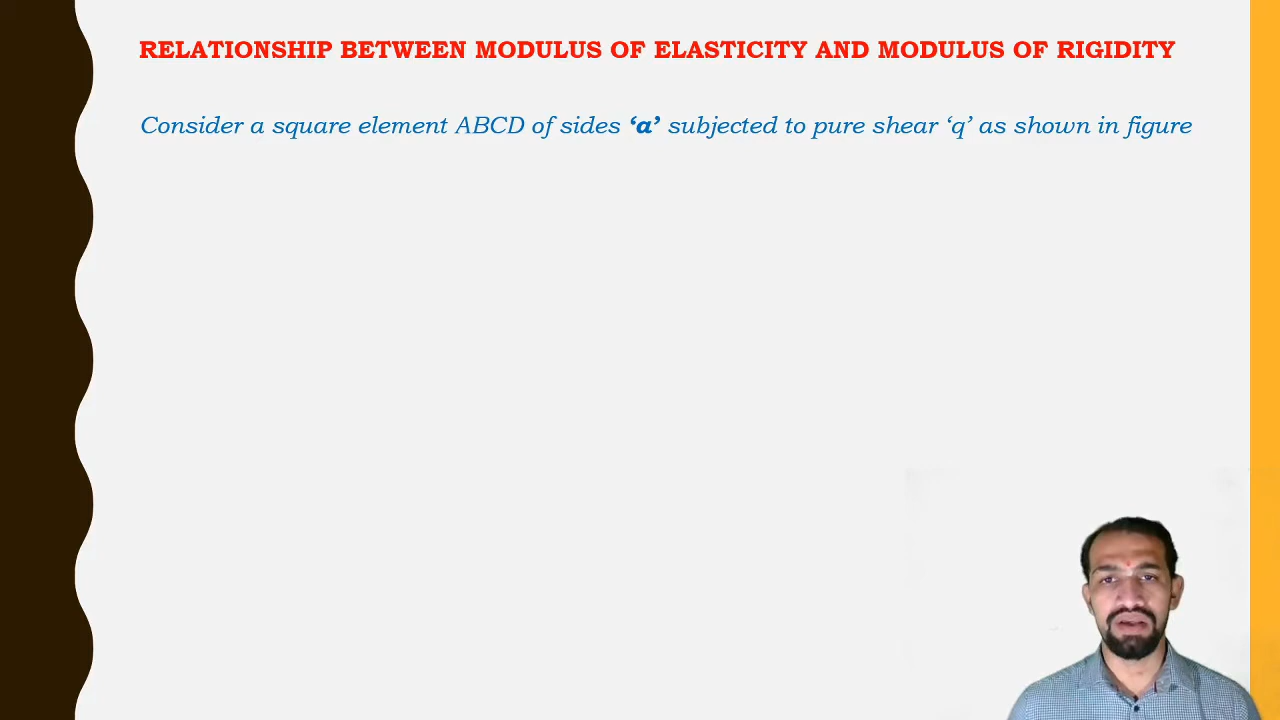 RELATIONSHIP BETWEEN MODULUS OF ELASTICITY AND MODULUS OF RIGIDITY
Consider a square element ABCD of sides ‘a’ subjected to pure shear ‘q’ as shown in figure